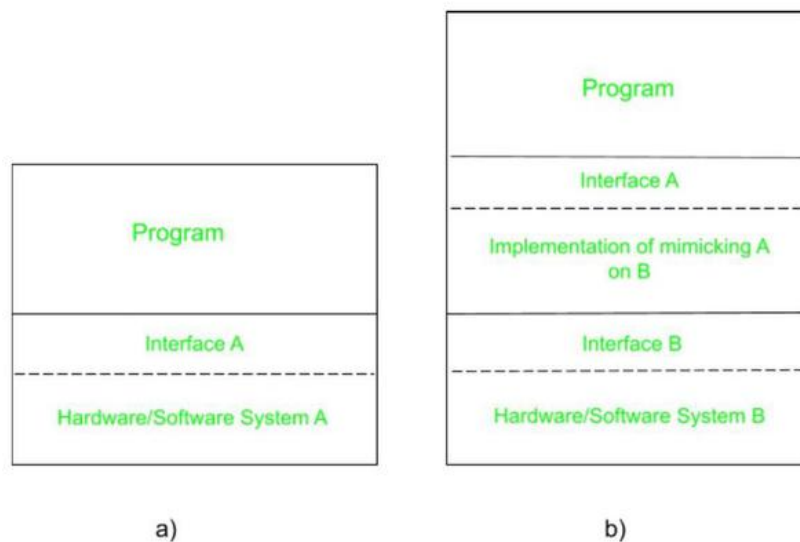 Program
Interface A
Hardware/Software System A
a)
Program
Interface A
Implementation of mimicking A
on B
Interface B
Hardware/Software System B
b)